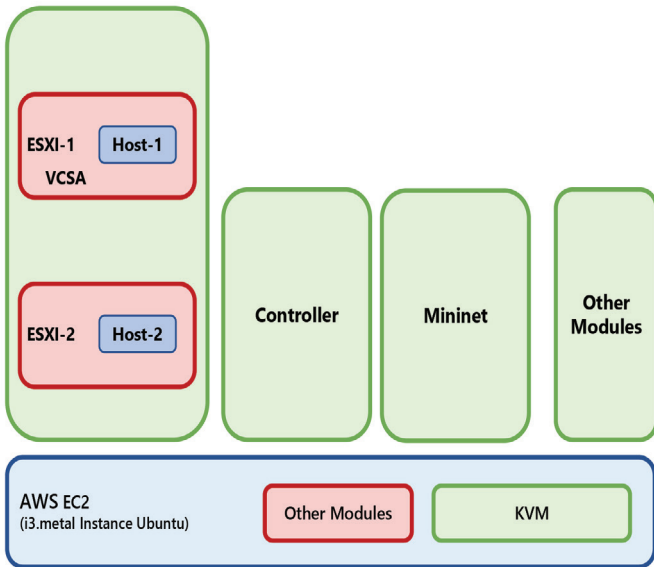 ESXI-1
Host-1
VCSA
ESXI-2
Host-2
Controller
Mininet
Other
Modules
AWS EC2
(i3.metal Instance Ubuntu)
Other Modules
KVM